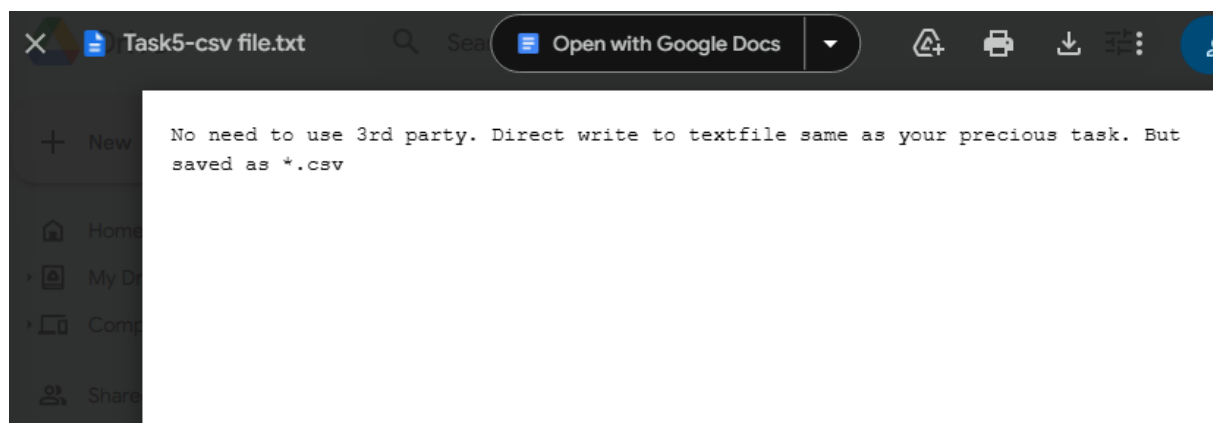 Task5-csv file.txt
Sea
Open with Google Docs
No need to use 3rd party. Direct write to textfile same as your precious task. But
saved as *.csv
New
Home
My Dr
Comp
Share